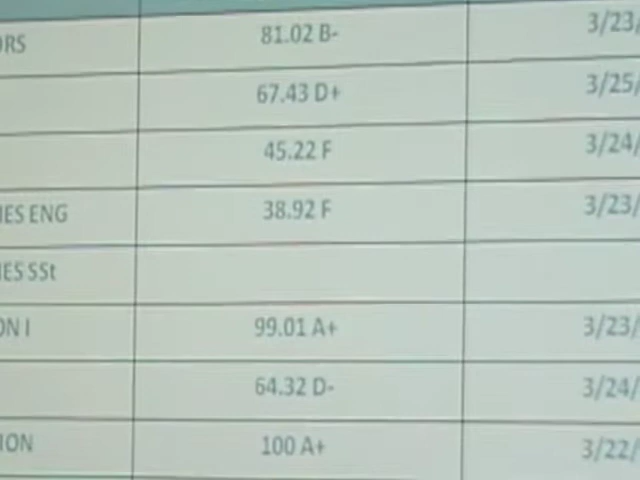 ORS 81.02 B- 3/23/
67.43 D+ 3/25/
45.22 F 3/24/
IES ENG 38.92 F 3/23/
IES SSt
ON I 99.01 A+ 3/23/
64.32 D- 3/24/
ION 100 A+ 3/22/